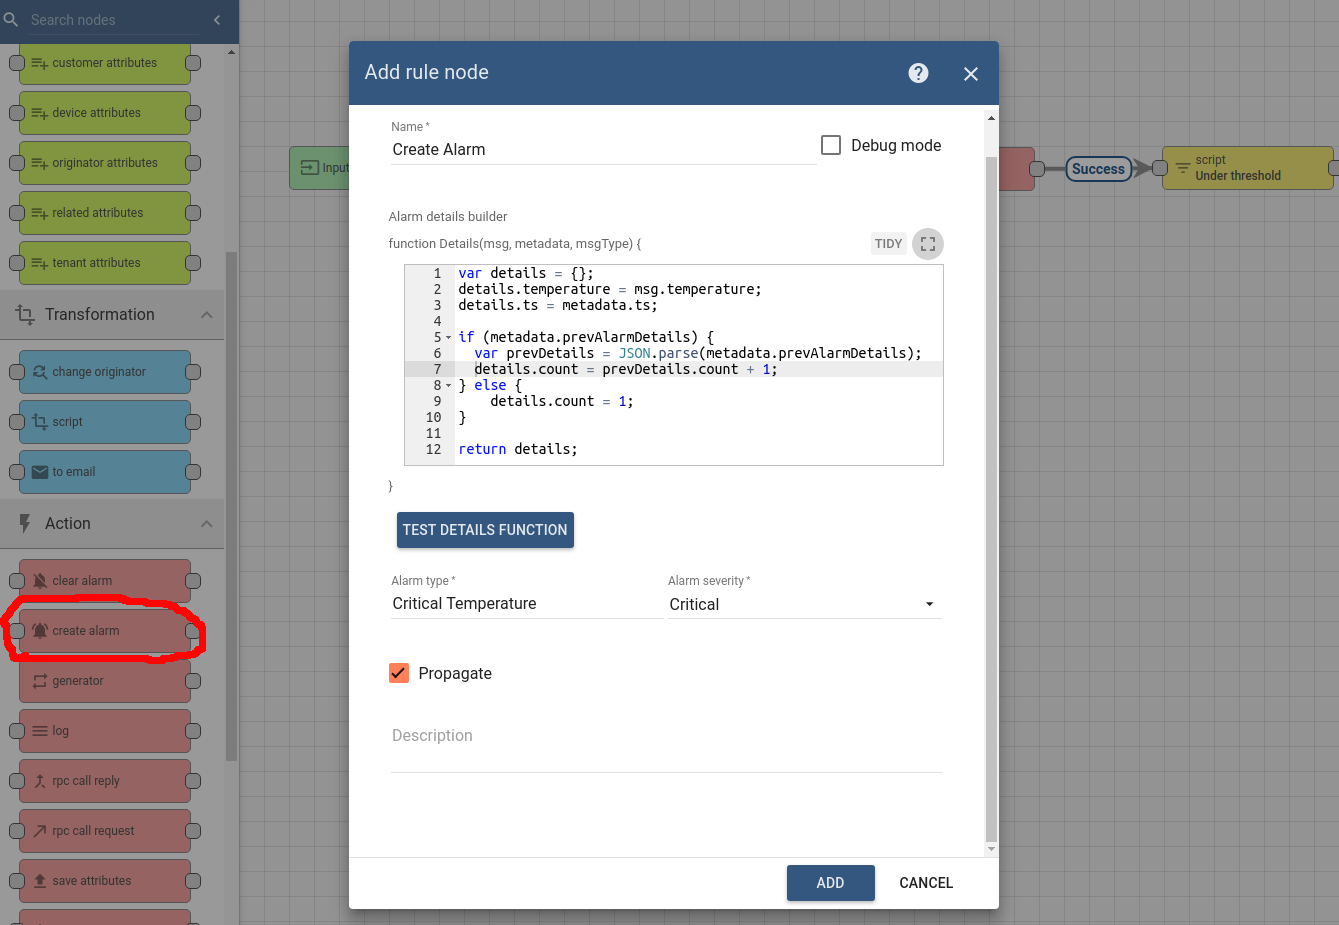 Search nodes
customer attributes
device attributes
originator attributes
related attributes
tenant attributes
Transformation
change originator
script
to email
Action
clear alarm
create alarm
generator
log
rpc call reply
rpc call request
save attributes
Input
Success
script
Under threshold
Add rule node
?
Name *
Create Alarm
Debug mode
Alarm details builder
function Details(msg, metadata, msgType) {
TIDY
1 var details = {};
2 details.temperature = msg.temperature;
3 details.ts = metadata.ts;
4
5 if (metadata.prevAlarmDetails) {
6 var prevDetails = JSON.parse(metadata.prevAlarmDetails);
7 details.count = prevDetails.count + 1;
8 } else {
9 details.count = 1;
10 }
11
12 return details;
}
TEST DETAILS FUNCTION
Alarm type *
Critical Temperature
Alarm severity *
Critical
Propagate
Description
ADD
CANCEL